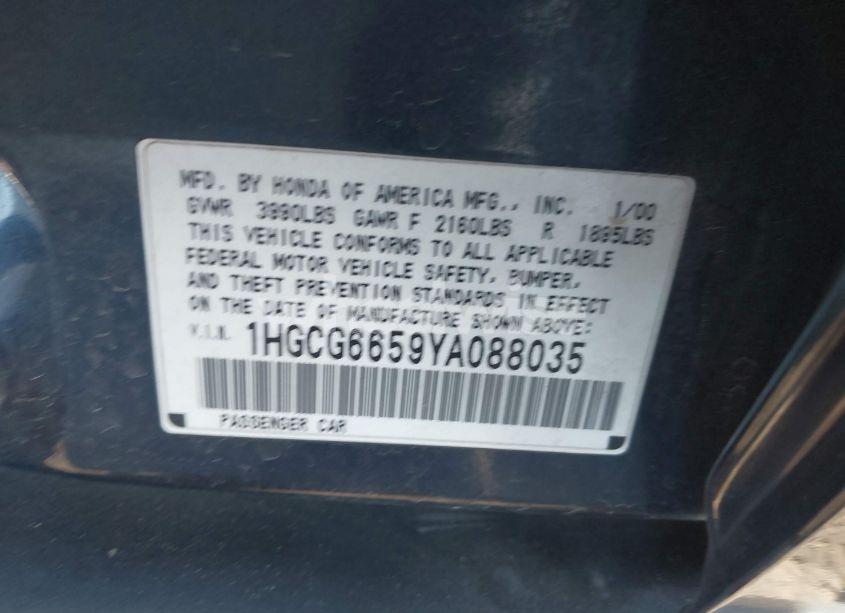 MFD. BY HONDA OF AMERICA MFG., INC. 1/00
GVWR 3990LBS GAWR F 2160LBS R 1885LBS
THIS VEHICLE CONFORMS TO ALL APPLICABLE
FEDERAL MOTOR VEHICLE SAFETY, BUMPER,
AND THEFT PREVENTION STANDARDS IN EFFECT
ON THE DATE OF MANUFACTURE SHOWN ABOVE:
V.I.N. 1HGCG6659YA088035
PASSENGER CAR